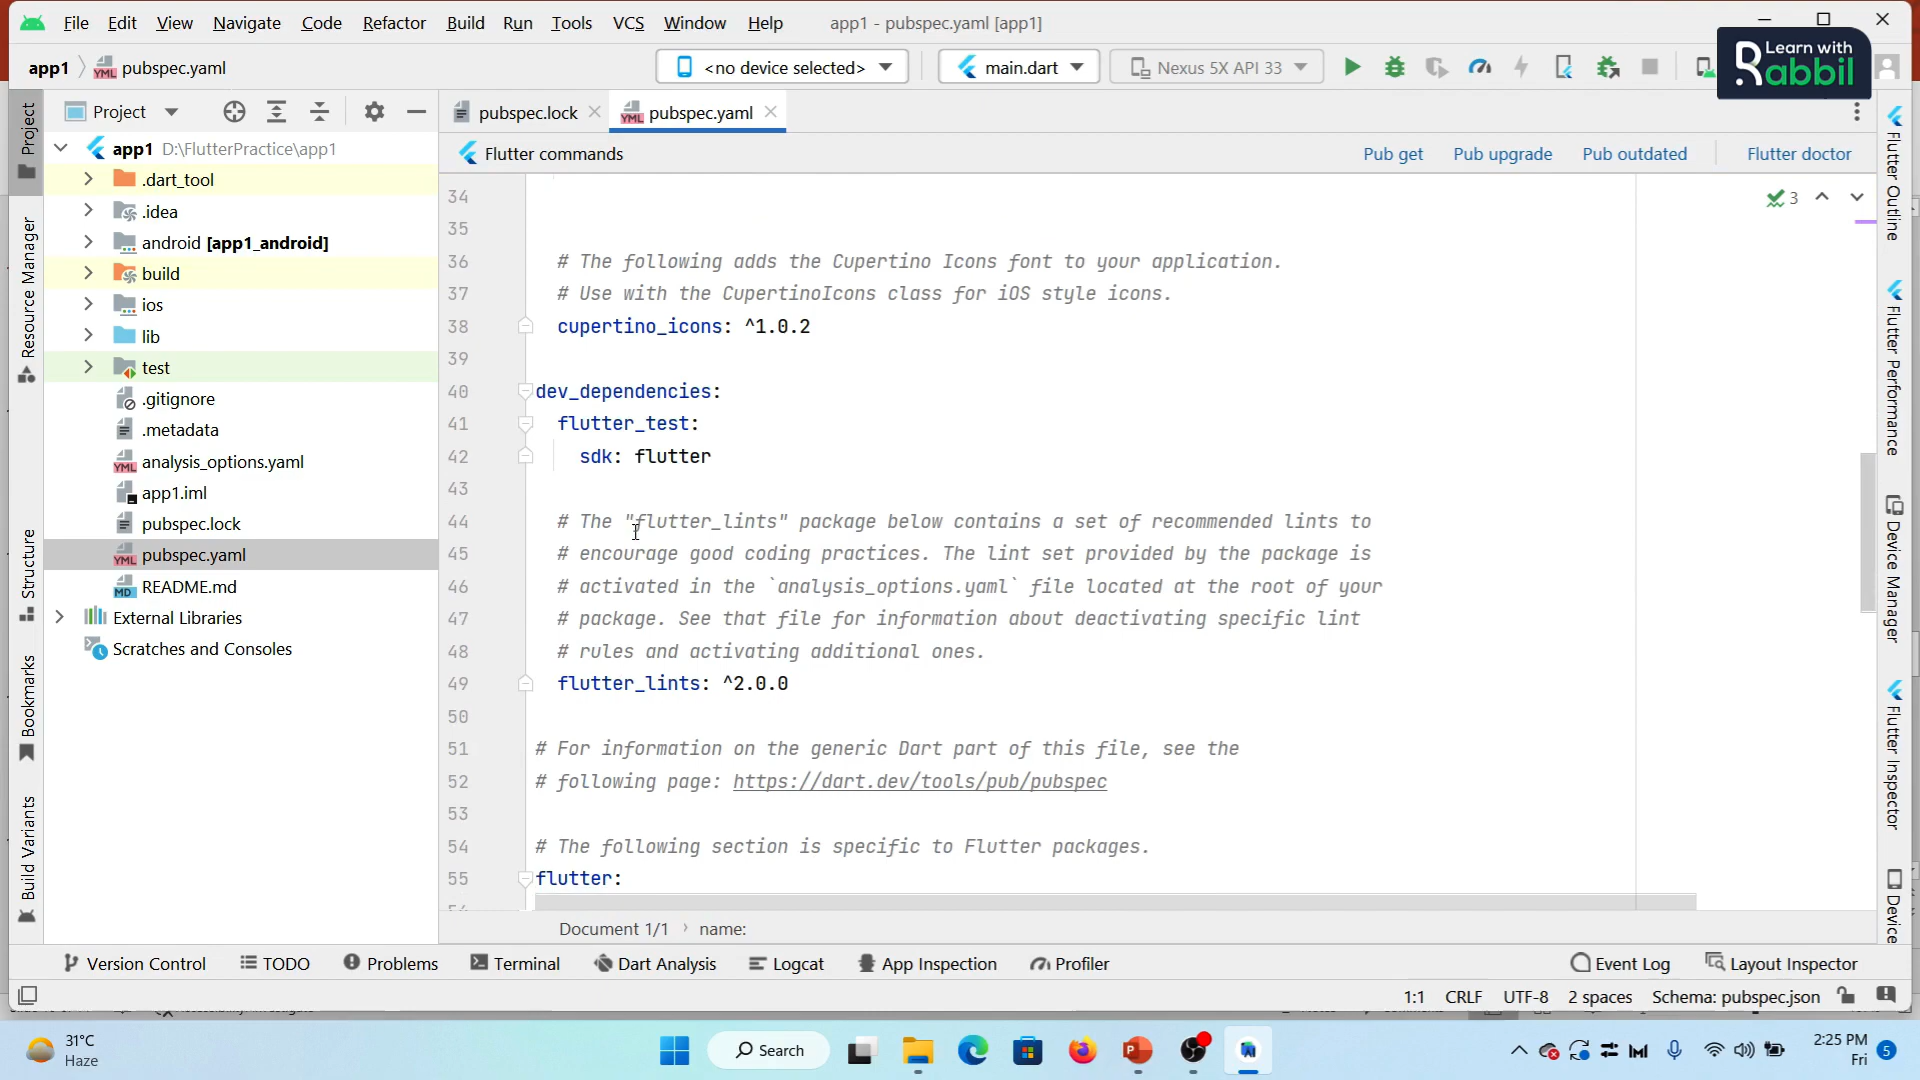 File Edit View Navigate Code Refactor Build Run Tools VCS Window Help app1 - pubspec.yaml [app1]
Learn with
Rabbil
app1 pubspec.yaml <no device selected> main.dart Nexus 5X API 33
Project pubspec.lock pubspec.yaml
Flutter commands Pub get Pub upgrade Pub outdated Flutter doctor
Project
Resource Manager
Structure
Bookmarks
Build Variants
app1 D:\FlutterPractice\app1
.dart_tool
.idea
android [app1_android]
build
ios
lib
test
.gitignore
.metadata
analysis_options.yaml
app1.iml
pubspec.lock
pubspec.yaml
README.md
External Libraries
Scratches and Consoles
3
34
35
36 # The following adds the Cupertino Icons font to your application.
37 # Use with the CupertinoIcons class for iOS style icons.
38 cupertino_icons: ^1.0.2
39
40 dev_dependencies:
41 flutter_test:
42 sdk: flutter
43
44 # The "flutter_lints" package below contains a set of recommended lints to
45 # encourage good coding practices. The lint set provided by the package is
46 # activated in the `analysis_options.yaml` file located at the root of your
47 # package. See that file for information about deactivating specific lint
48 # rules and activating additional ones.
49 flutter_lints: ^2.0.0
50
51 # For information on the generic Dart part of this file, see the
52 # following page: https://dart.dev/tools/pub/pubspec
53
54 # The following section is specific to Flutter packages.
55 flutter:
Document 1/1 › name:
Flutter Outline
Flutter Performance
Device Manager
Flutter Inspector
Device
Version Control TODO Problems Terminal Dart Analysis Logcat App Inspection Profiler Event Log Layout Inspector
1:1 CRLF UTF-8 2 spaces Schema: pubspec.json
31°C
Haze
Search
2:25 PM
Fri
5